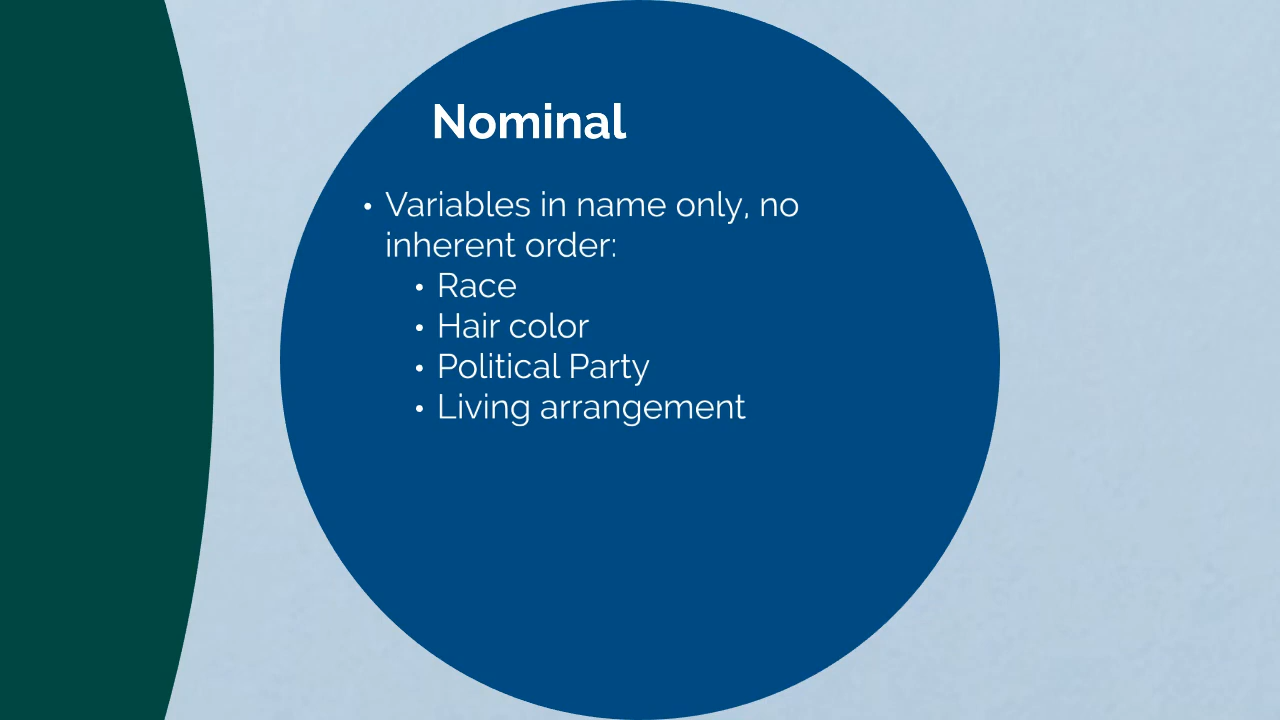 Nominal
• Variables in name only, no
inherent order:
• Race
• Hair color
• Political Party
• Living arrangement